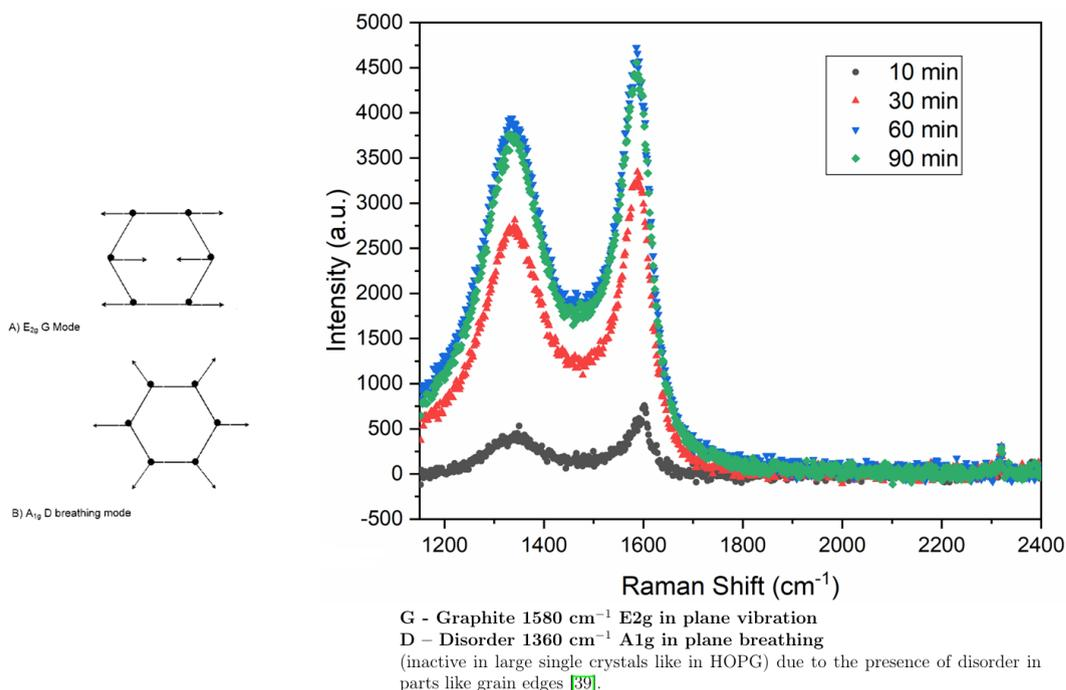 A) E2g G Mode
B) A1g D breathing mode
5000
4500
4000
3500
3000
2500
2000
1500
1000
500
0
-500
Intensity (a.u.)
10 min
30 min
60 min
90 min
1200 1400 1600 1800 2000 2200 2400
Raman Shift (cm⁻¹)
G - Graphite 1580 cm⁻¹ E2g in plane vibration
D – Disorder 1360 cm⁻¹ A1g in plane breathing
(inactive in large single crystals like in HOPG) due to the presence of disorder in
parts like grain edges [39].